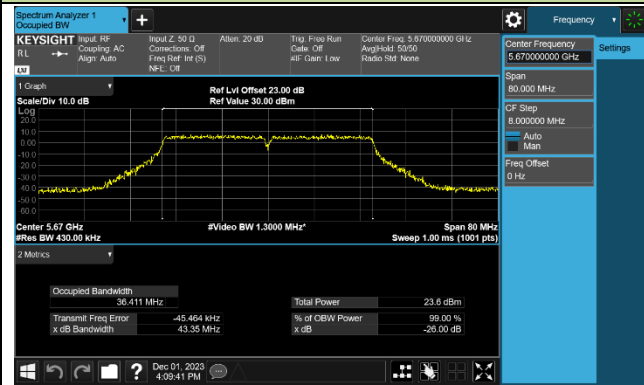 Spectrum Analyzer 1
Occupied BW
Frequency
KEYSIGHT
RL
LXI
Input: RF
Coupling: AC
Align: Auto
Input Z: 50 Ω
Corrections: Off
Freq Ref: Int (S)
NFE: Off
Atten: 20 dB
Trig: Free Run
Gate: Off
#IF Gain: Low
Center Freq: 5.670000000 GHz
Avg|Hold: 50/50
Radio Std: None
Center Frequency
5.670000000 GHz
Settings
Span
80.000 MHz
CF Step
8.000000 MHz
Auto
Man
Freq Offset
0 Hz
1 Graph
Scale/Div 10.0 dB
Ref Lvl Offset 23.00 dB
Ref Value 30.00 dBm
Log
20.0
10.0
0.00
-10.0
-20.0
-30.0
-40.0
-50.0
-60.0
Center 5.67 GHz
#Res BW 430.00 kHz
#Video BW 1.3000 MHz*
Span 80 MHz
Sweep 1.00 ms (1001 pts)
2 Metrics
Occupied Bandwidth
36.411 MHz
Total Power 23.6 dBm
Transmit Freq Error -45.464 kHz
% of OBW Power 99.00 %
x dB Bandwidth 43.35 MHz
x dB -26.00 dB
Dec 01, 2023
4:09:41 PM